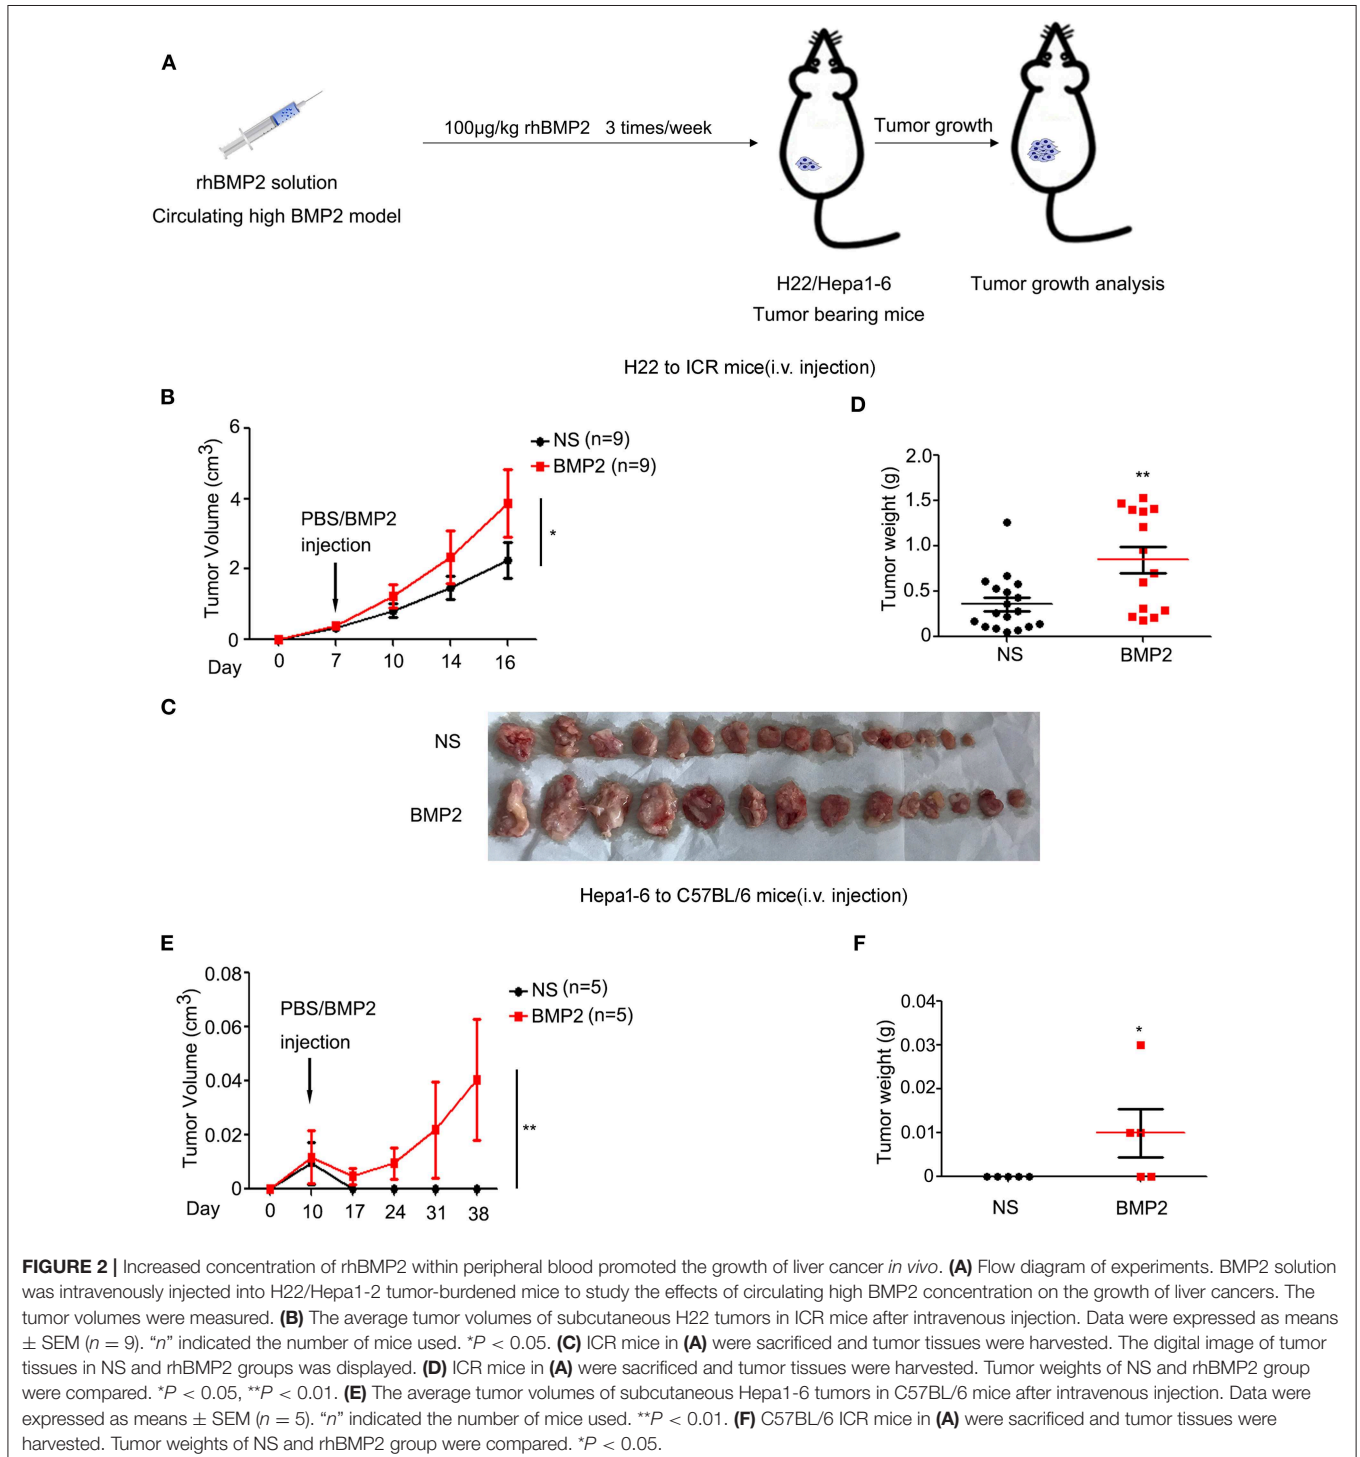 A
rhBMP2 solution
Circulating high BMP2 model
100μg/kg rhBMP2 3 times/week
Tumor growth
H22/Hepa1-6
Tumor bearing mice
Tumor growth analysis
H22 to ICR mice(i.v. injection)
B
Tumor Volume (cm3)
6
4
2
0
PBS/BMP2
injection
NS (n=9)
BMP2 (n=9)
*
Day
0 7 10 14 16
D
Tumor weight (g)
2.0
1.5
1.0
0.5
0
**
NS BMP2
C
NS
BMP2
Hepa1-6 to C57BL/6 mice(i.v. injection)
E
Tumor Volume (cm3)
0.08
0.06
0.04
0.02
0
PBS/BMP2
injection
NS (n=5)
BMP2 (n=5)
**
Day
0 10 17 24 31 38
F
Tumor weight (g)
0.04
0.03
0.02
0.01
0
*
NS BMP2
FIGURE 2 | Increased concentration of rhBMP2 within peripheral blood promoted the growth of liver cancer in vivo. (A) Flow diagram of experiments. BMP2 solution
was intravenously injected into H22/Hepa1-2 tumor-burdened mice to study the effects of circulating high BMP2 concentration on the growth of liver cancers. The
tumor volumes were measured. (B) The average tumor volumes of subcutaneous H22 tumors in ICR mice after intravenous injection. Data were expressed as means
± SEM (n = 9). “n” indicated the number of mice used. *P < 0.05. (C) ICR mice in (A) were sacrificed and tumor tissues were harvested. The digital image of tumor
tissues in NS and rhBMP2 groups was displayed. (D) ICR mice in (A) were sacrificed and tumor tissues were harvested. Tumor weights of NS and rhBMP2 group
were compared. *P < 0.05, **P < 0.01. (E) The average tumor volumes of subcutaneous Hepa1-6 tumors in C57BL/6 mice after intravenous injection. Data were
expressed as means ± SEM (n = 5). “n” indicated the number of mice used. **P < 0.01. (F) C57BL/6 ICR mice in (A) were sacrificed and tumor tissues were
harvested. Tumor weights of NS and rhBMP2 group were compared. *P < 0.05.